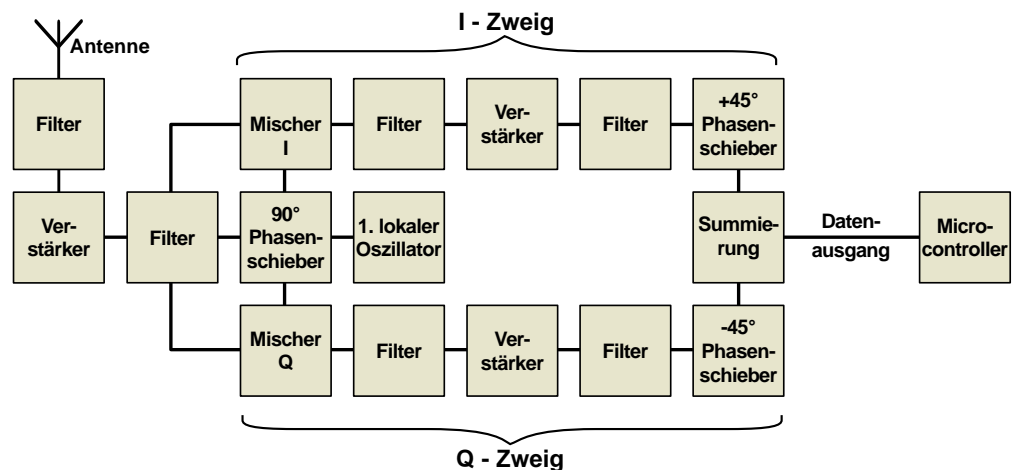 I - Zweig
Antenne
Filter
Mischer
I
Filter
Ver-
stärker
Filter
+45°
Phasen-
schieber
Ver-
stärker
Filter
90°
Phasen-
schieber
1. lokaler
Oszillator
Summie-
rung
Daten-
ausgang
Micro-
controller
Mischer
Q
Filter
Ver-
stärker
Filter
-45°
Phasen-
schieber
Q - Zweig